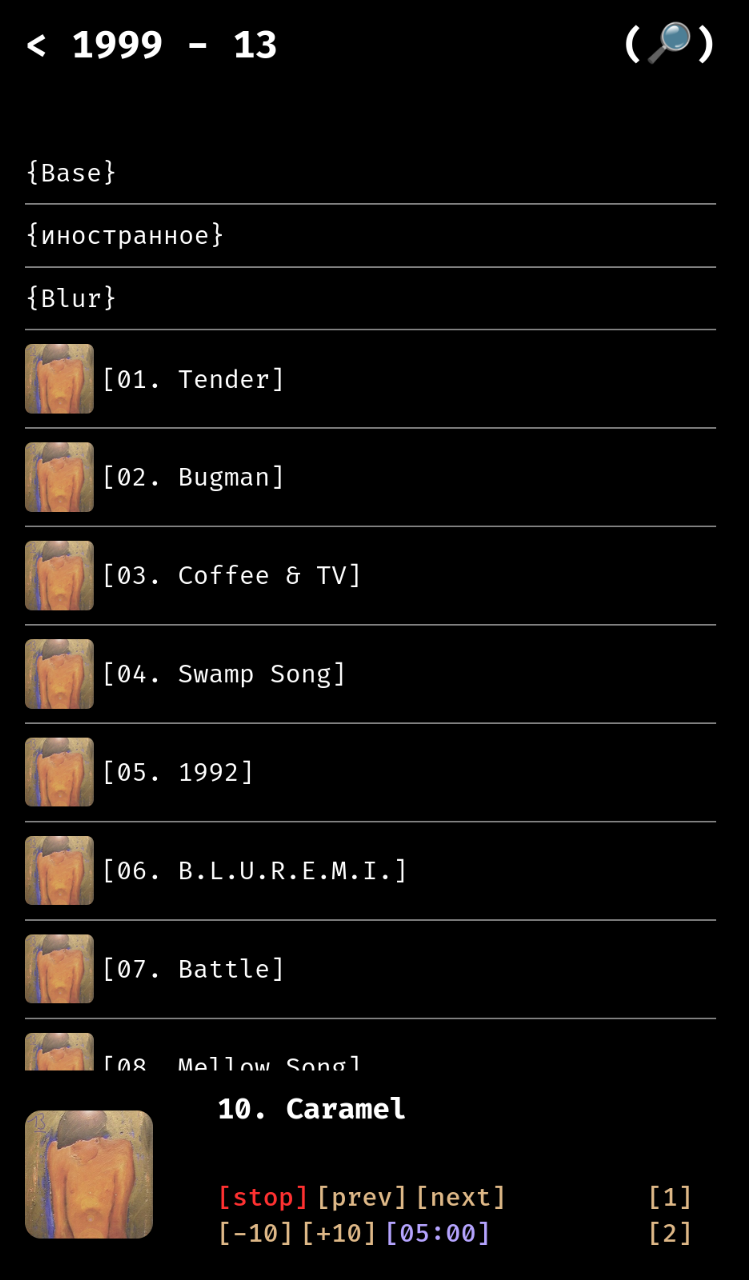 < 1999 - 13 (🔎)
{Base}
{иностранное}
{Blur}
[01. Tender]
[02. Bugman]
[03. Coffee & TV]
[04. Swamp Song]
[05. 1992]
[06. B.L.U.R.E.M.I.]
[07. Battle]
[08. Mellow Song]
10. Caramel
[stop] [prev] [next] [1]
[-10] [+10] [05:00] [2]